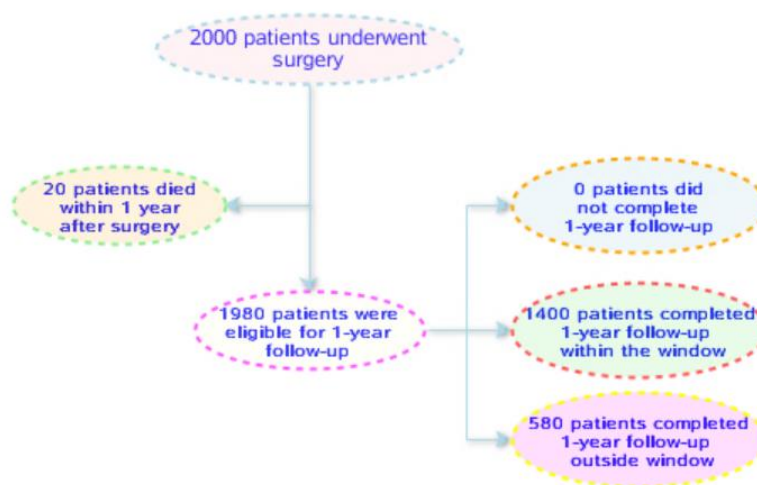 2000 patients underwent
surgery
20 patients died
within 1 year
after surgery
0 patients did
not complete
1-year follow-up
1980 patients were
eligible for 1-year
follow-up
1400 patients completed
1-year follow-up
within the window
580 patients completed
1-year follow-up
outside window